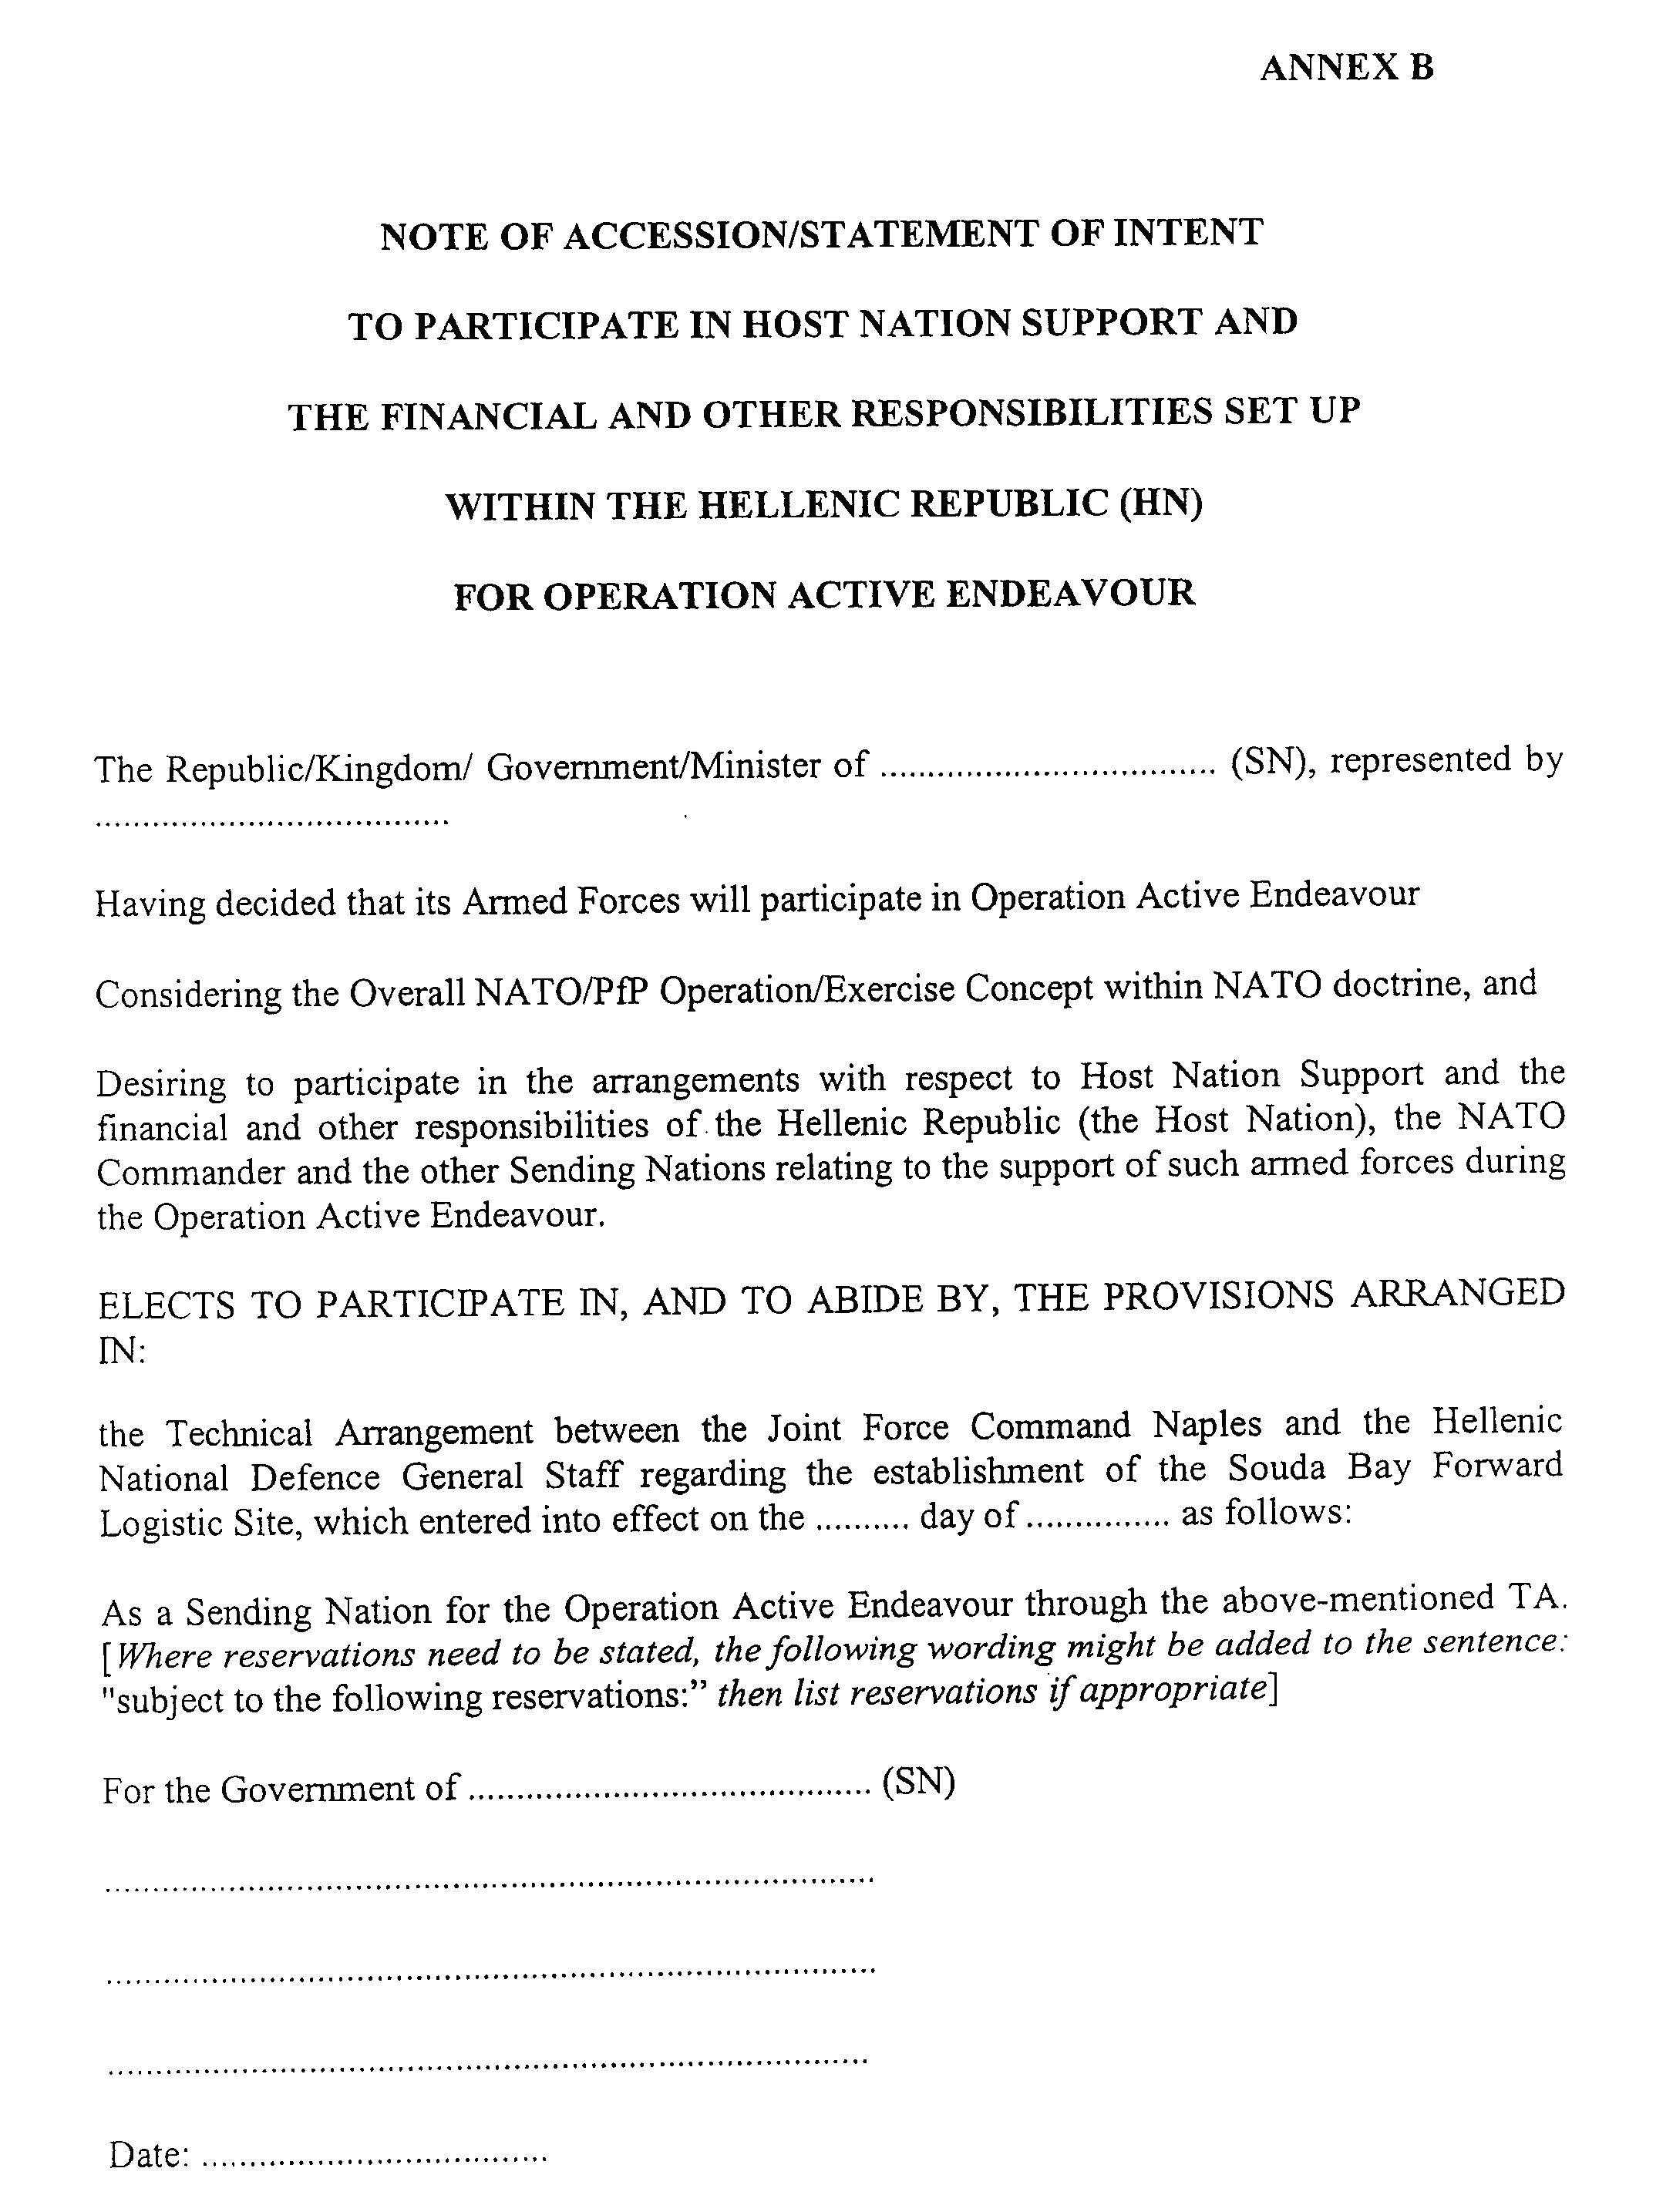 ANNEX B
NOTE OF ACCESSION/STATEMENT OF INTENT
TO PARTICIPATE IN HOST NATION SUPPORT AND
THE FINANCIAL AND OTHER RESPONSIBILITIES SET UP
WITHIN THE HELLENIC REPUBLIC (HN)
FOR OPERATION ACTIVE ENDEAVOUR
The Republic/Kingdom/ Government/Minister of ................................... (SN), represented by
.....................................
Having decided that its Armed Forces will participate in Operation Active Endeavour
Considering the Overall NATO/PfP Operation/Exercise Concept within NATO doctrine, and
Desiring to participate in the arrangements with respect to Host Nation Support and the
financial and other responsibilities of the Hellenic Republic (the Host Nation), the NATO
Commander and the other Sending Nations relating to the support of such armed forces during
the Operation Active Endeavour.
ELECTS TO PARTICIPATE IN, AND TO ABIDE BY, THE PROVISIONS ARRANGED
IN:
the Technical Arrangement between the Joint Force Command Naples and the Hellenic
National Defence General Staff regarding the establishment of the Souda Bay Forward
Logistic Site, which entered into effect on the .......... day of ............... as follows:
As a Sending Nation for the Operation Active Endeavour through the above-mentioned TA.
[Where reservations need to be stated, the following wording might be added to the sentence:
"subject to the following reservations:” then list reservations if appropriate]
For the Government of .......................................... (SN)
................................................................................
................................................................................
...............................................................................
Date: ....................................